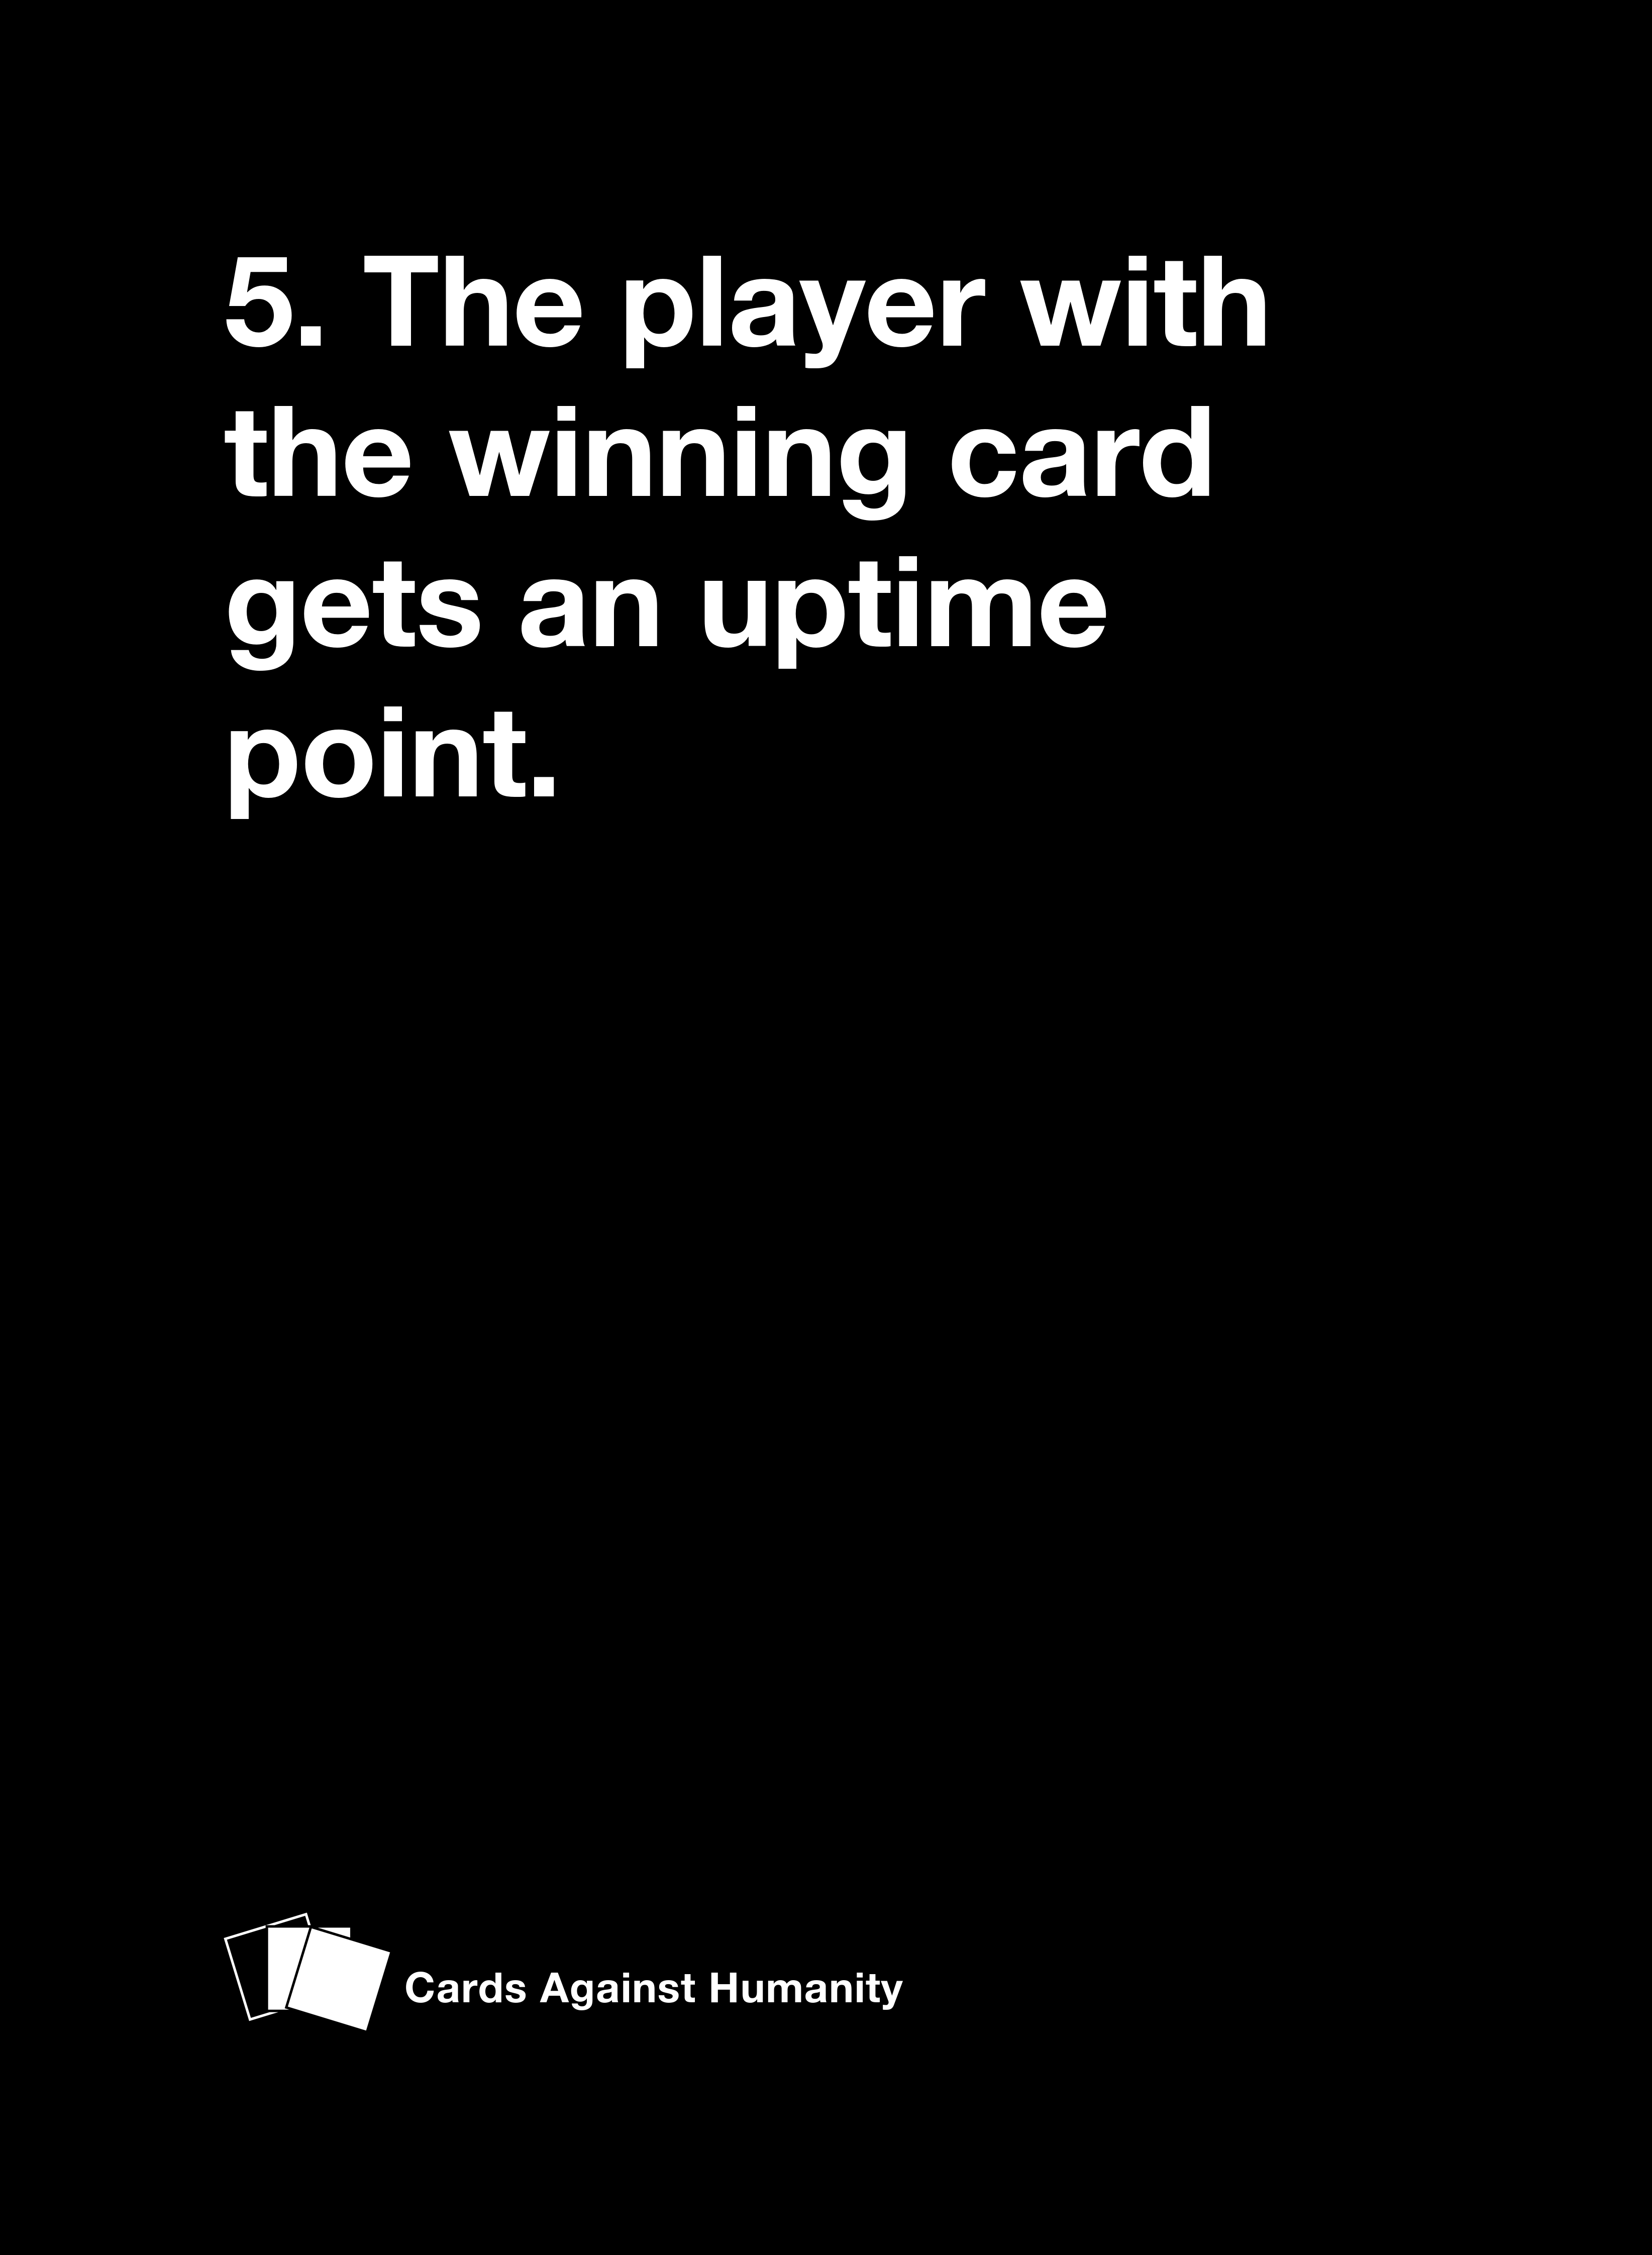 5. The player with
the winning card
gets an uptime
point.
Cards Against Humanity